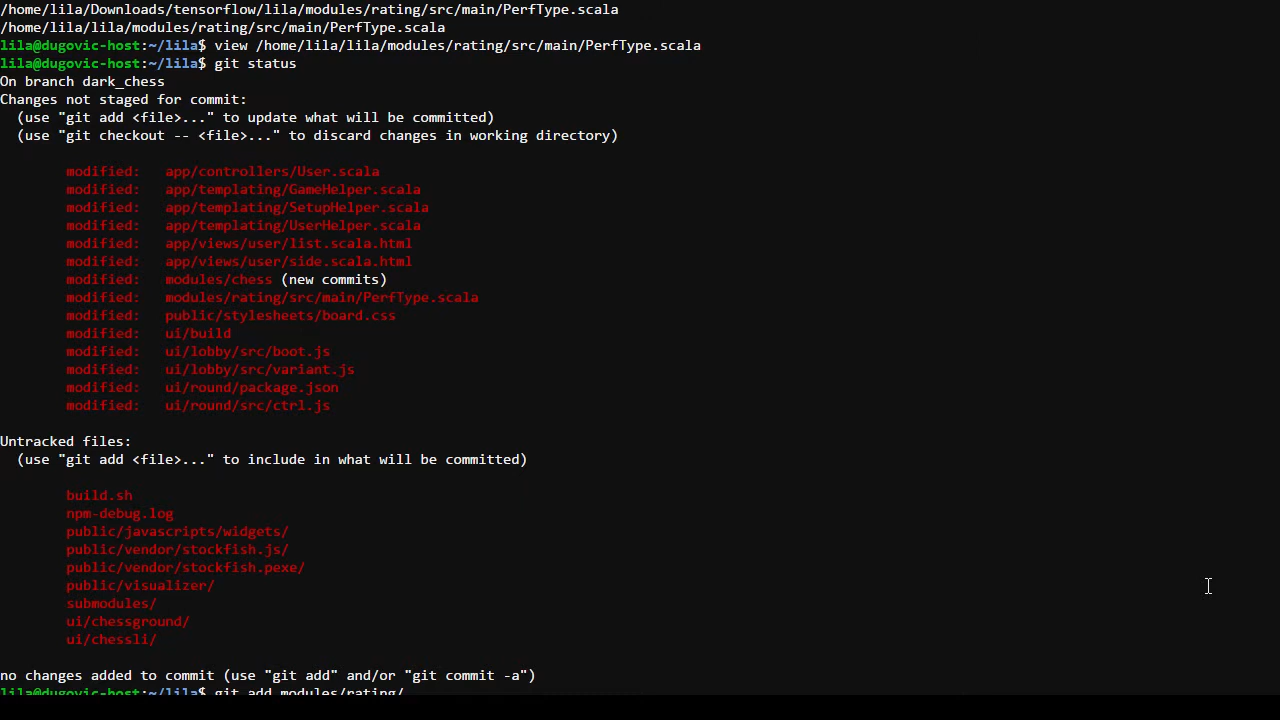 /home/lila/Downloads/tensorflow/lila/modules/rating/src/main/PerfType.scala
/home/lila/lila/modules/rating/src/main/PerfType.scala
lila@dugovic-host:~/lila$ view /home/lila/lila/modules/rating/src/main/PerfType.scala
lila@dugovic-host:~/lila$ git status
On branch dark_chess
Changes not staged for commit:
  (use "git add <file>..." to update what will be committed)
  (use "git checkout -- <file>..." to discard changes in working directory)
        modified:   app/controllers/User.scala
        modified:   app/templating/GameHelper.scala
        modified:   app/templating/SetupHelper.scala
        modified:   app/templating/UserHelper.scala
        modified:   app/views/user/list.scala.html
        modified:   app/views/user/side.scala.html
        modified:   modules/chess (new commits)
        modified:   modules/rating/src/main/PerfType.scala
        modified:   public/stylesheets/board.css
        modified:   ui/build
        modified:   ui/lobby/src/boot.js
        modified:   ui/lobby/src/variant.js
        modified:   ui/round/package.json
        modified:   ui/round/src/ctrl.js
Untracked files:
  (use "git add <file>..." to include in what will be committed)
        build.sh
        npm-debug.log
        public/javascripts/widgets/
        public/vendor/stockfish.js/
        public/vendor/stockfish.pexe/
        public/visualizer/
        submodules/
        ui/chessground/
        ui/chessli/
no changes added to commit (use "git add" and/or "git commit -a")
lila@dugovic-host:~/lila$ git add modules/rating/